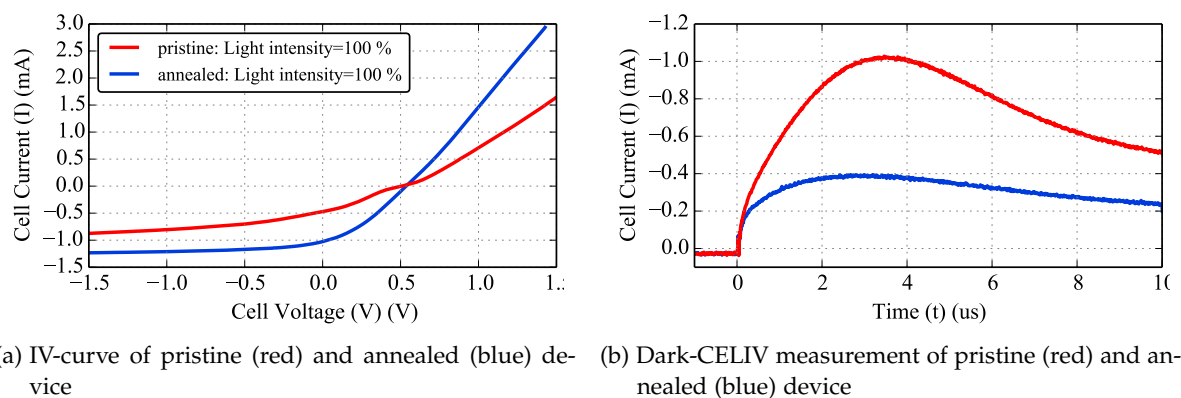 3.0
2.5
2.0
1.5
1.0
0.5
0.0
−0.5
−1.0
−1.5
Cell Current (I) (mA)
pristine: Light intensity=100 %
annealed: Light intensity=100 %
−1.5 −1.0 −0.5 0.0 0.5 1.0 1.5
Cell Voltage (V) (V)
−1.2
−1.0
−0.8
−0.6
−0.4
−0.2
0.0
Cell Current (I) (mA)
0 2 4 6 8 10
Time (t) (us)
(a) IV-curve of pristine (red) and annealed (blue) de-
vice
(b) Dark-CELIV measurement of pristine (red) and an-
nealed (blue) device